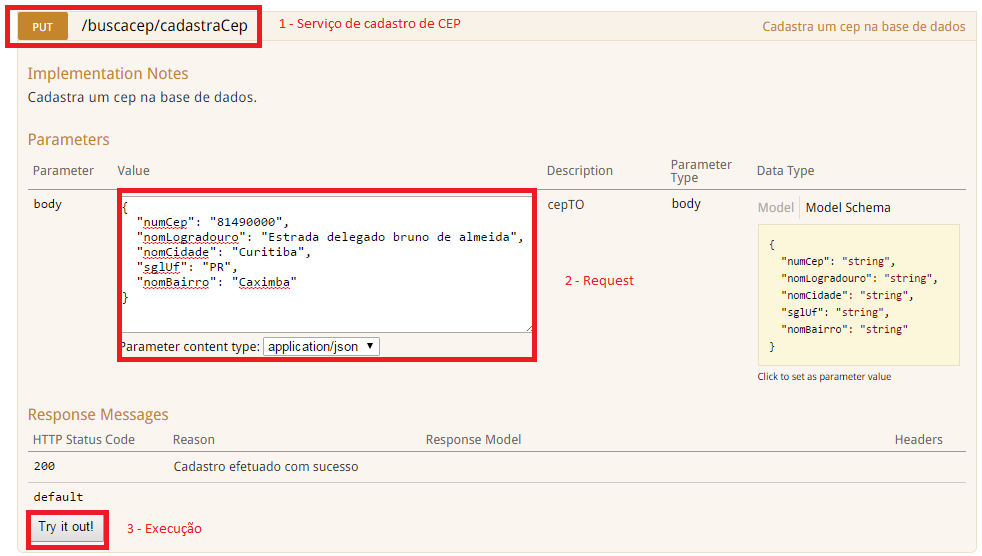 PUT /buscacep/cadastraCep 1 - Serviço de cadastro de CEP Cadastra um cep na base de dados
Implementation Notes
Cadastra um cep na base de dados.
Parameters
Parameter Value Description Parameter Type Data Type
body
{
"numCep": "81490000",
"nomLogradouro": "Estrada delegado bruno de almeida",
"nomCidade": "Curitiba",
"sglUf": "PR",
"nomBairro": "Caximba"
}
Parameter content type: application/json
2 - Request
cepTO body
Model Model Schema
{
"numCep": "string",
"nomLogradouro": "string",
"nomCidade": "string",
"sglUf": "string",
"nomBairro": "string"
}
Click to set as parameter value
Response Messages
HTTP Status Code Reason Response Model Headers
200 Cadastro efetuado com sucesso
default
Try it out! 3 - Execução